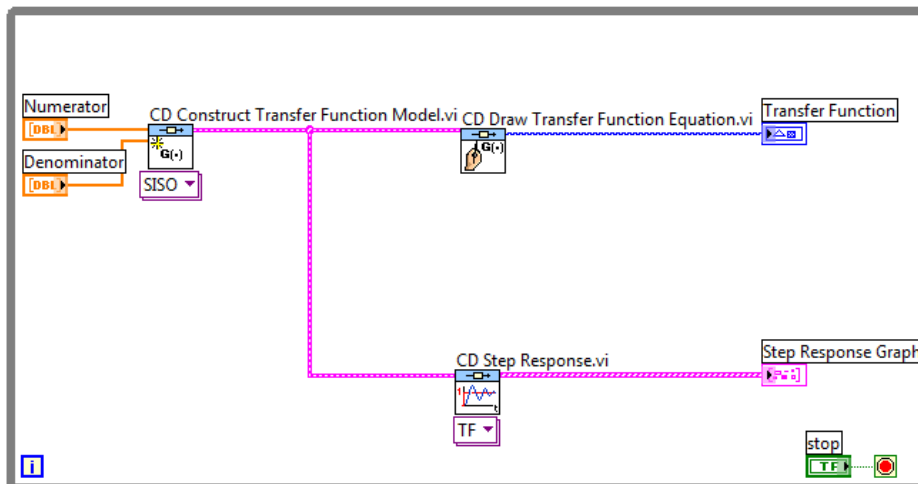 Numerator
[DBL]
CD Construct Transfer Function Model.vi
G(·)
SISO
Denominator
[DBL]
CD Draw Transfer Function Equation.vi
G(·)
Transfer Function
CD Step Response.vi
1
t
TF
Step Response Graph
stop
TF
i